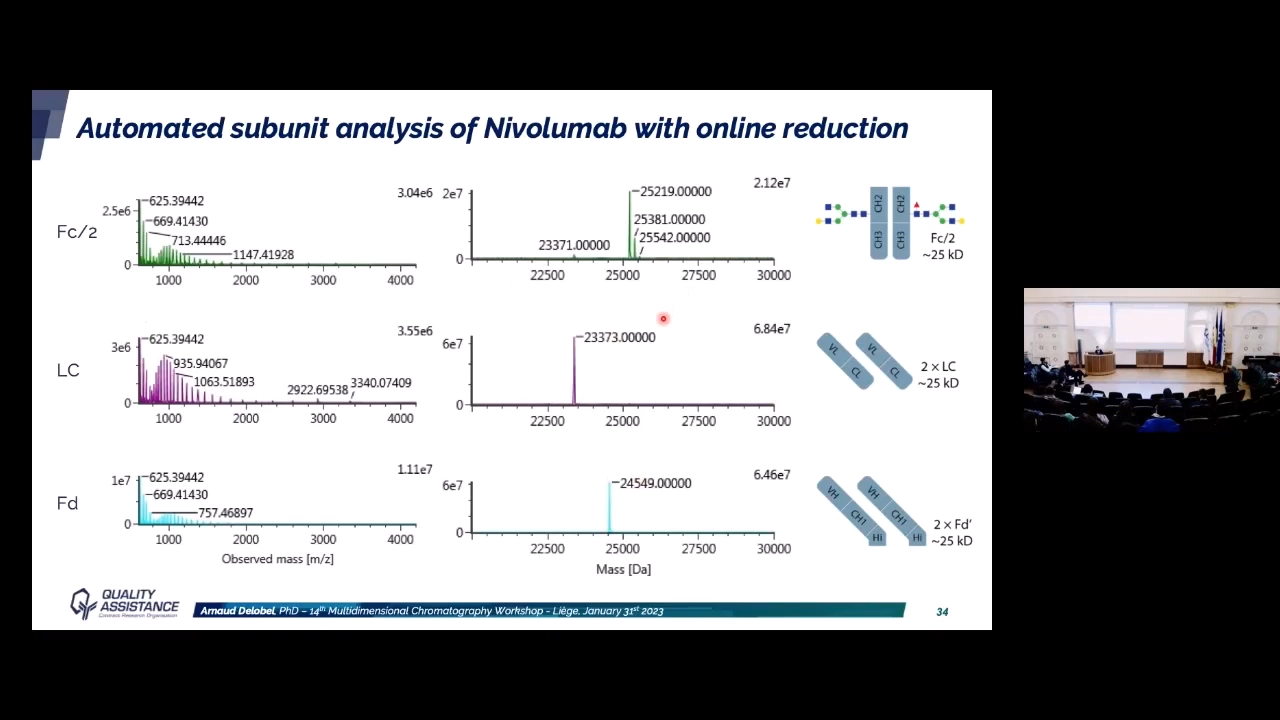 Automated subunit analysis of Nivolumab with online reduction
Fc/2
3.04e6
2.5e6
0
625.39442
669.41430
713.44446
1147.41928
1000
2000
3000
4000
2.12e7
2e7
0
25219.00000
25381.00000
25542.00000
23371.00000
22500
25000
27500
30000
CH2
CH2
CH3
CH3
Fc/2
~25 kD
LC
3.55e6
3e6
0
625.39442
935.94067
1063.51893
2922.69538
3340.07409
1000
2000
3000
4000
6.84e7
6e7
0
23373.00000
22500
25000
27500
30000
VL
VL
CL
CL
2 × LC
~25 kD
Fd
1.11e7
1e7
0
625.39442
669.41430
757.46897
1000
2000
3000
4000
Observed mass [m/z]
6.46e7
6e7
0
24549.00000
22500
25000
27500
30000
Mass [Da]
VH
VH
CH1
CH1
Hi
Hi
2 × Fd'
~25 kD
QUALITY
ASSISTANCE
Contract Research Organisation
Arnaud Delobel, PhD – 14th Multidimensional Chromatography Workshop - Liège, January 31st 2023
34